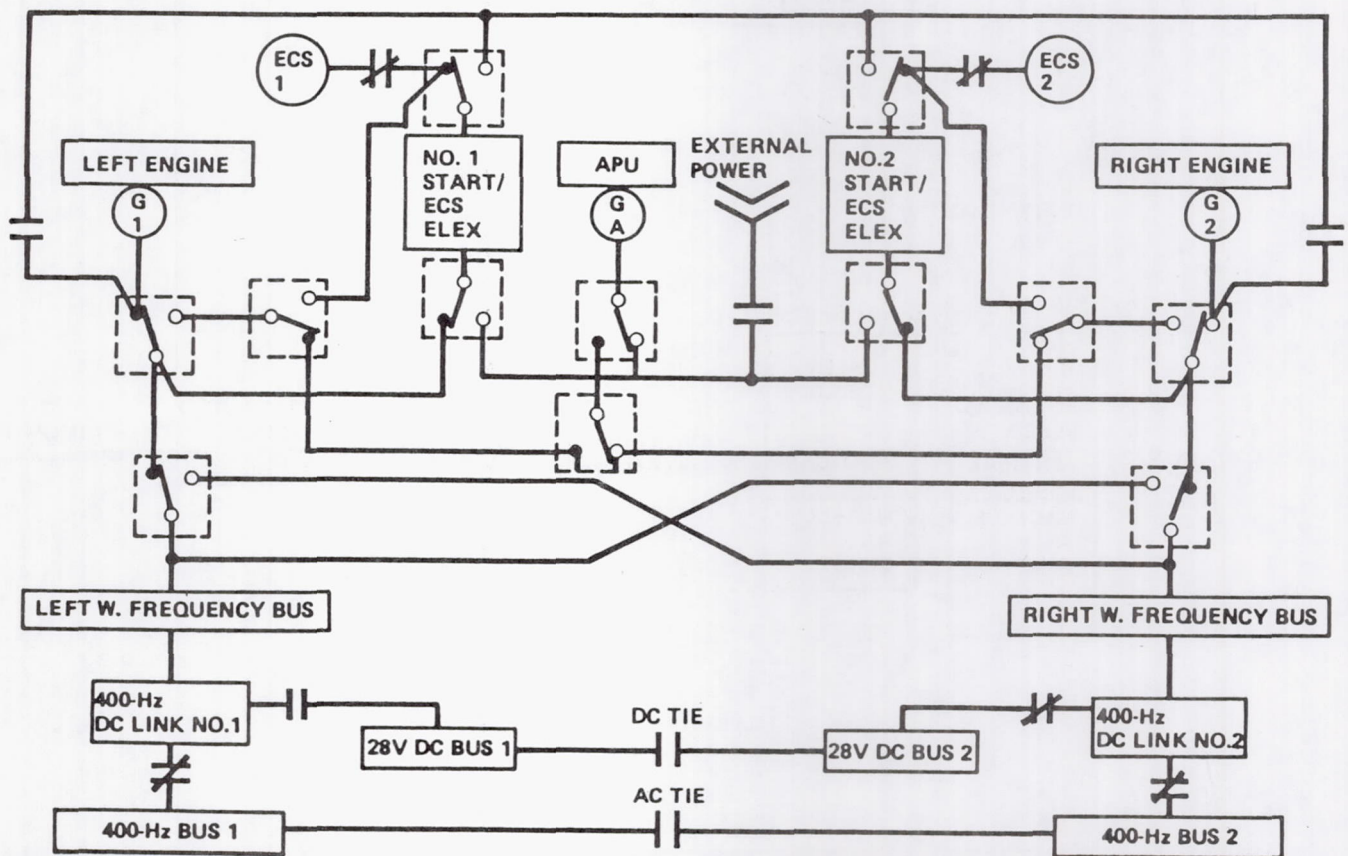 ECS
1
ECS
2
LEFT ENGINE
G
1
NO. 1
START/
ECS
ELEX
APU
G
A
EXTERNAL
POWER
NO.2
START/
ECS
ELEX
RIGHT ENGINE
G
2
LEFT W. FREQUENCY BUS
RIGHT W. FREQUENCY BUS
400-Hz
DC LINK NO.1
28V DC BUS 1
DC TIE
28V DC BUS 2
400-Hz
DC LINK NO.2
400-Hz BUS 1
AC TIE
400-Hz BUS 2